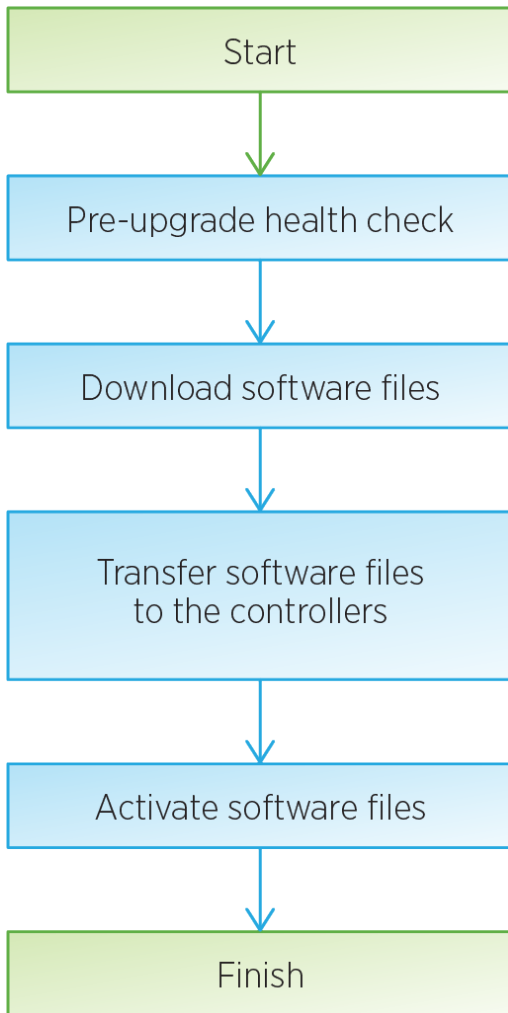 Start
Pre-upgrade health check
Download software files
Transfer software files
to the controllers
Activate software files
Finish